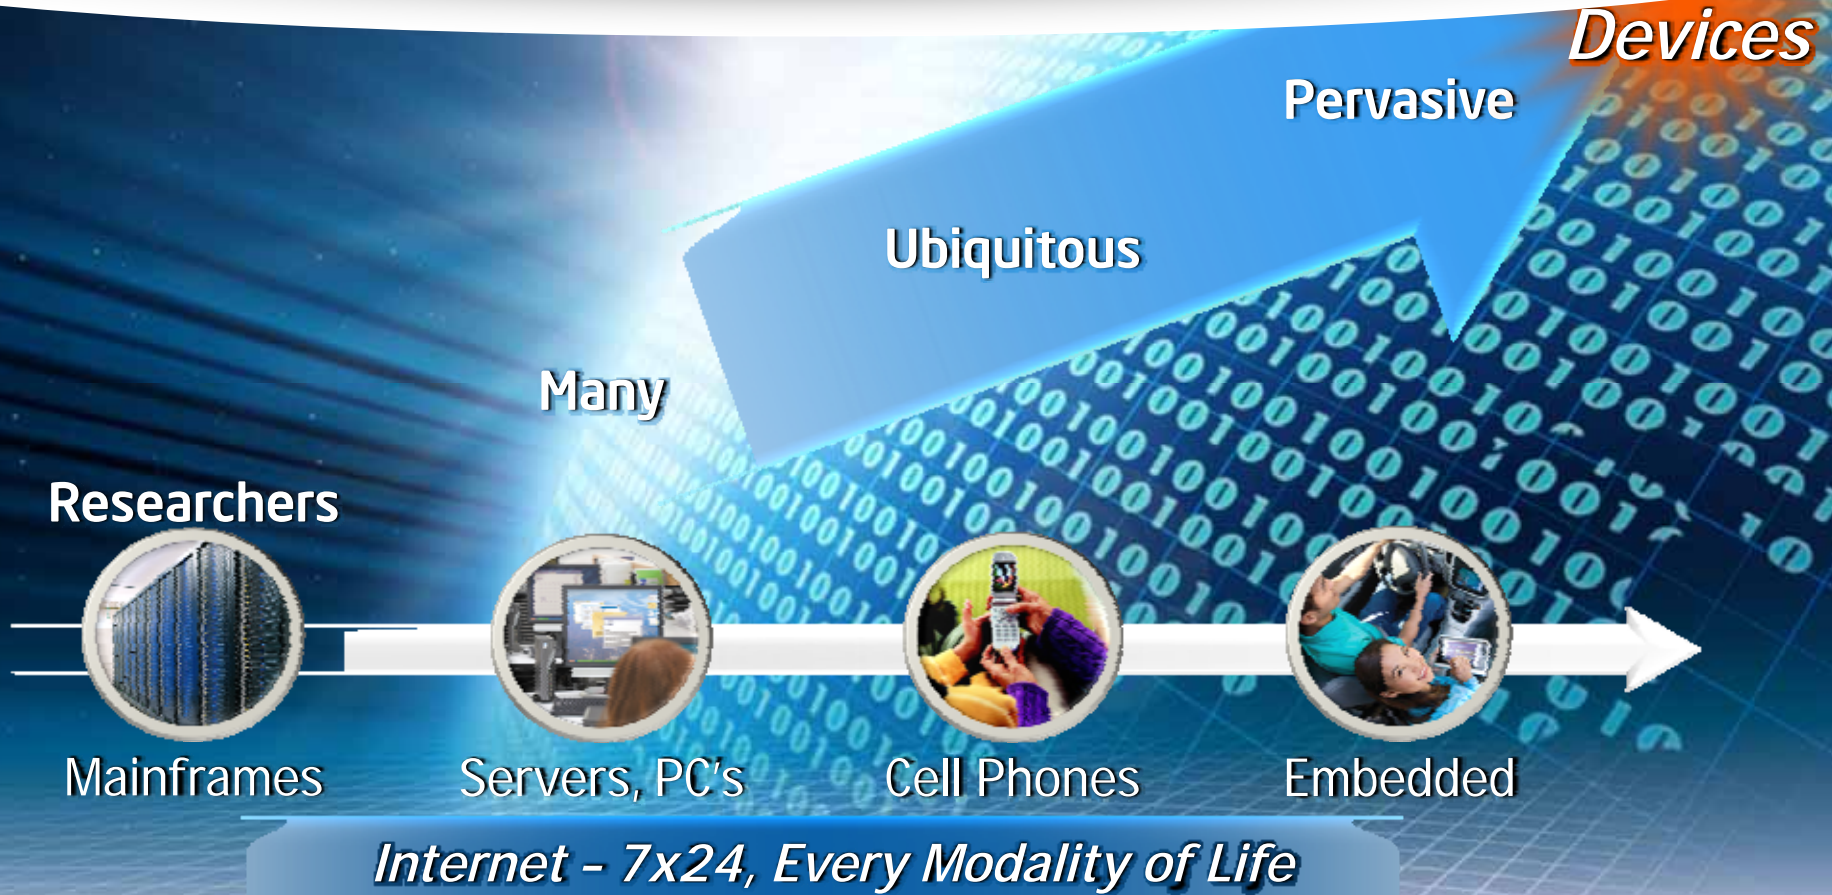 Devices
Pervasive
Ubiquitous
Many
Researchers
Mainframes
Servers, PC's
Cell Phones
Embedded
Internet – 7x24, Every Modality of Life